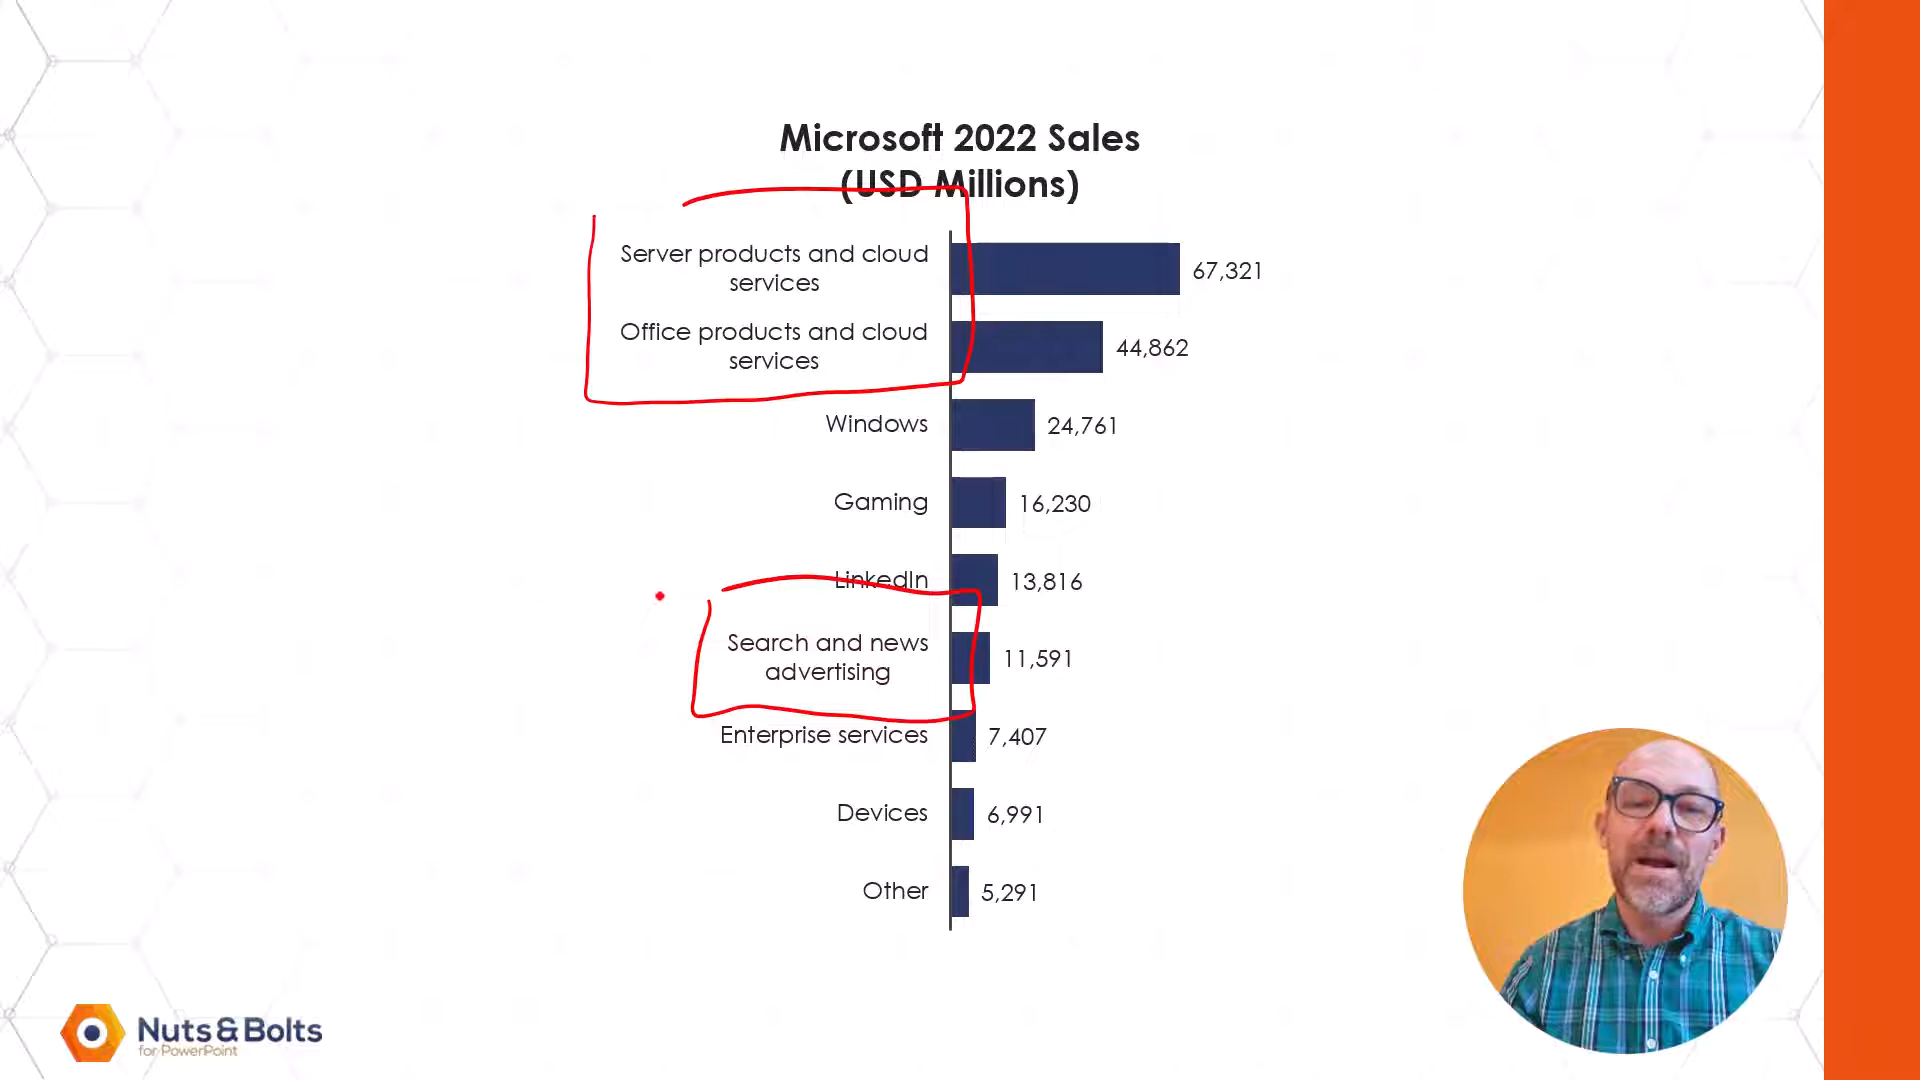 Microsoft 2022 Sales
(USD Millions)
Server products and cloud
services
67,321
Office products and cloud
services
44,862
Windows
24,761
Gaming
16,230
LinkedIn
13,816
Search and news
advertising
11,591
Enterprise services
7,407
Devices
6,991
Other
5,291
Nuts & Bolts
for PowerPoint